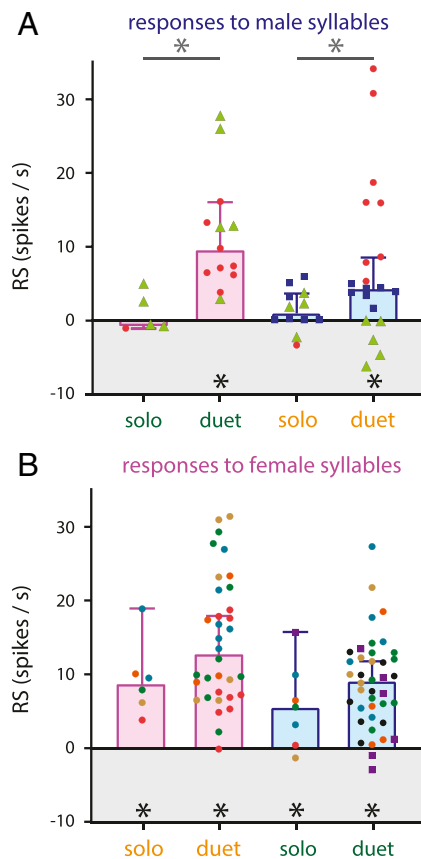 A
responses to male syllables
* *
RS (spikes / s)
30
20
10
0
-10
* *
solo duet solo duet
B
responses to female syllables
RS (spikes / s)
30
20
10
0
-10
* * * *
solo duet solo duet